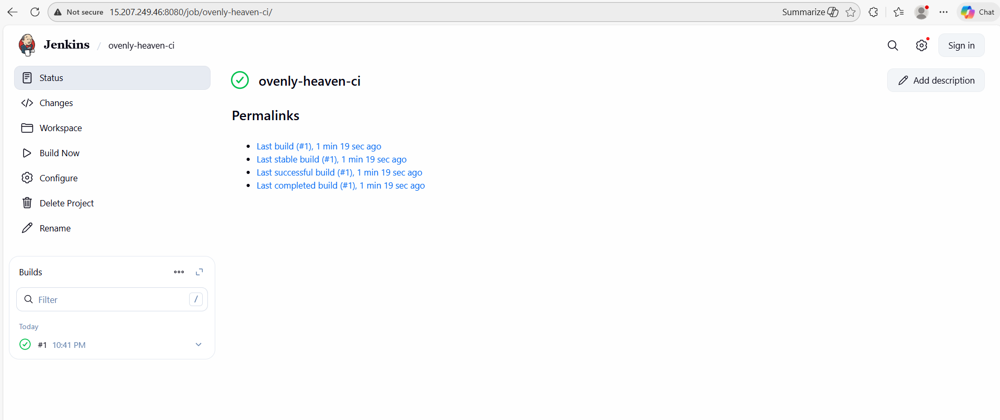 Not secure 15.207.249.46:8080/job/ovenly-heaven-ci/ Summarize Chat
Jenkins / ovenly-heaven-ci Sign in
Status
Changes
Workspace
Build Now
Configure
Delete Project
Rename
Builds
Filter /
Today
#1 10:41 PM
ovenly-heaven-ci
Add description
Permalinks
Last build (#1), 1 min 19 sec ago
Last stable build (#1), 1 min 19 sec ago
Last successful build (#1), 1 min 19 sec ago
Last completed build (#1), 1 min 19 sec ago